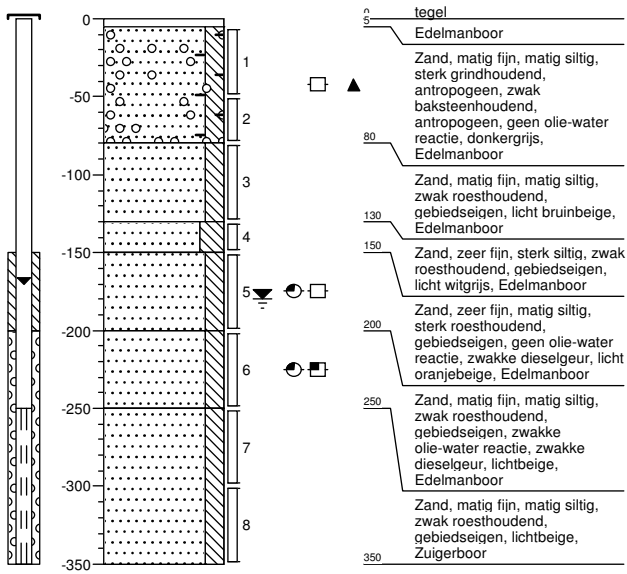 0
-50
-100
-150
-200
-250
-300
-350
1
2
3
4
5
6
7
8
0 tegel
5
Edelmanboor
Zand, matig fijn, matig siltig,
sterk grindhoudend,
antropogeen, zwak
baksteenhoudend,
antropogeen, geen olie-water
reactie, donkergrijs,
Edelmanboor
80
Zand, matig fijn, matig siltig,
zwak roesthoudend,
gebiedseigen, licht bruinbeige,
Edelmanboor
130
Zand, zeer fijn, sterk siltig, zwak
roesthoudend, gebiedseigen,
licht witgrijs, Edelmanboor
150
Zand, zeer fijn, matig siltig,
sterk roesthoudend,
gebiedseigen, geen olie-water
reactie, zwakke dieselgeur, licht
oranjebeige, Edelmanboor
200
Zand, matig fijn, matig siltig,
zwak roesthoudend,
gebiedseigen, zwakke
olie-water reactie, zwakke
dieselgeur, lichtbeige,
Edelmanboor
250
Zand, matig fijn, matig siltig,
zwak roesthoudend,
gebiedseigen, lichtbeige,
Zuigerboor
350